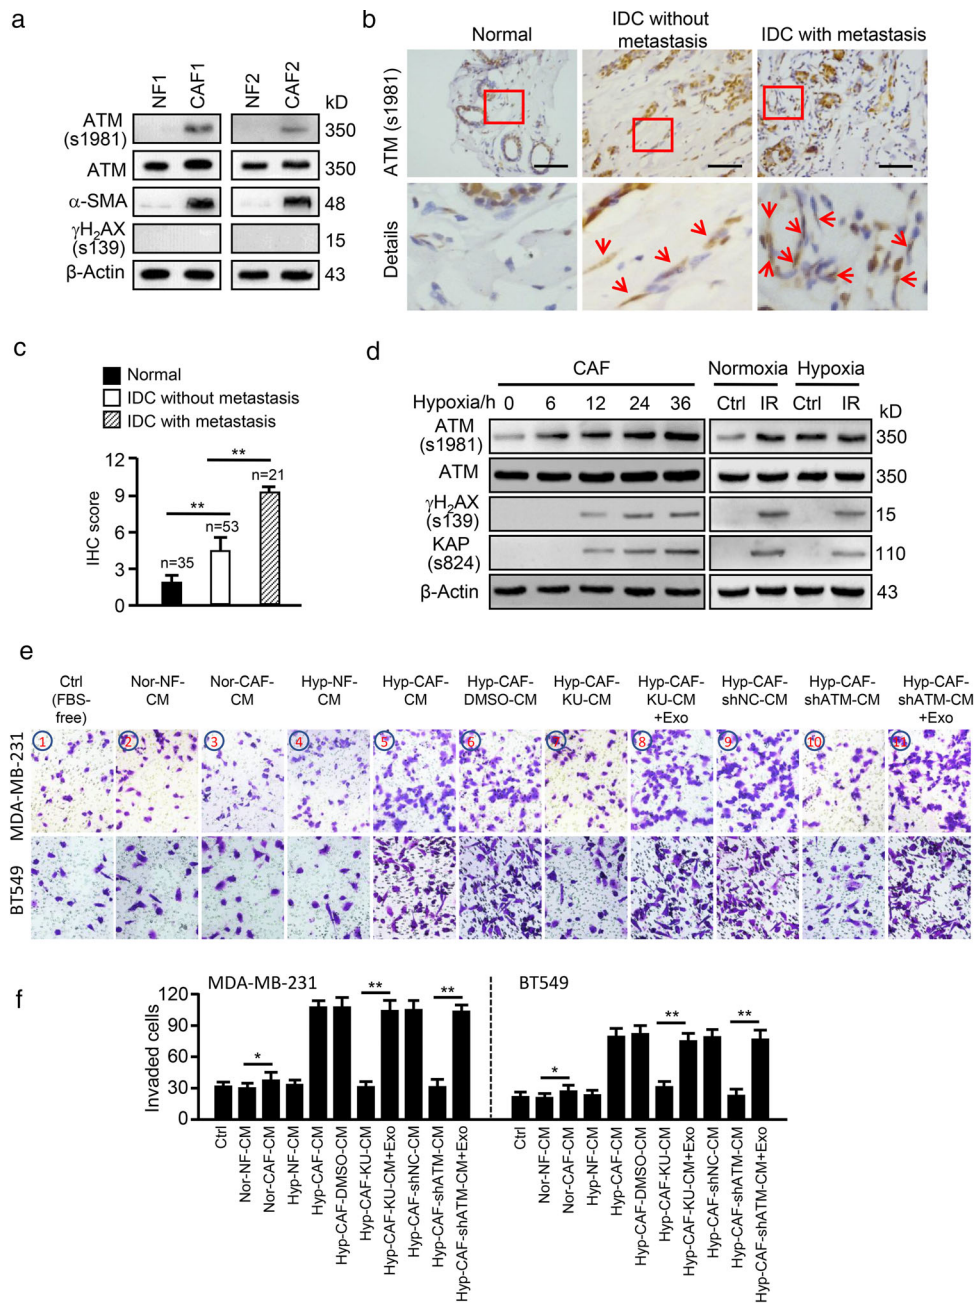 a
NF1 CAF1 NF2 CAF2 kD
ATM (s1981) 350
ATM 350
α-SMA 48
γH₂AX (s139) 15
β-Actin 43
b
Normal
IDC without metastasis
IDC with metastasis
ATM (s1981)
Details
c
Normal
IDC without metastasis
IDC with metastasis
IHC score
12
9
6
3
0
n=35
n=53
n=21
**
**
d
CAF
Normoxia Hypoxia
Hypoxia/h 0 6 12 24 36 Ctrl IR Ctrl IR kD
ATM (s1981) 350
ATM 350
γH₂AX (s139) 15
KAP (s824) 110
β-Actin 43
e
Ctrl (FBS-free)
Nor-NF-CM
Nor-CAF-CM
Hyp-NF-CM
Hyp-CAF-CM
Hyp-CAF-DMSO-CM
Hyp-CAF-KU-CM
Hyp-CAF-KU-CM +Exo
Hyp-CAF-shNC-CM
Hyp-CAF-shATM-CM
Hyp-CAF-shATM-CM +Exo
1 2 3 4 5 6 7 8 9 10 11
MDA-MB-231
BT549
f
MDA-MB-231
BT549
Invaded cells
120
90
60
30
0
* ** **
* ** **
Ctrl
Nor-NF-CM
Nor-CAF-CM
Hyp-NF-CM
Hyp-CAF-CM
Hyp-CAF-DMSO-CM
Hyp-CAF-KU-CM
Hyp-CAF-KU-CM+Exo
Hyp-CAF-shNC-CM
Hyp-CAF-shATM-CM
Hyp-CAF-shATM-CM+Exo
Ctrl
Nor-NF-CM
Nor-CAF-CM
Hyp-NF-CM
Hyp-CAF-CM
Hyp-CAF-DMSO-CM
Hyp-CAF-KU-CM
Hyp-CAF-KU-CM+Exo
Hyp-CAF-shNC-CM
Hyp-CAF-shATM-CM
Hyp-CAF-shATM-CM+Exo